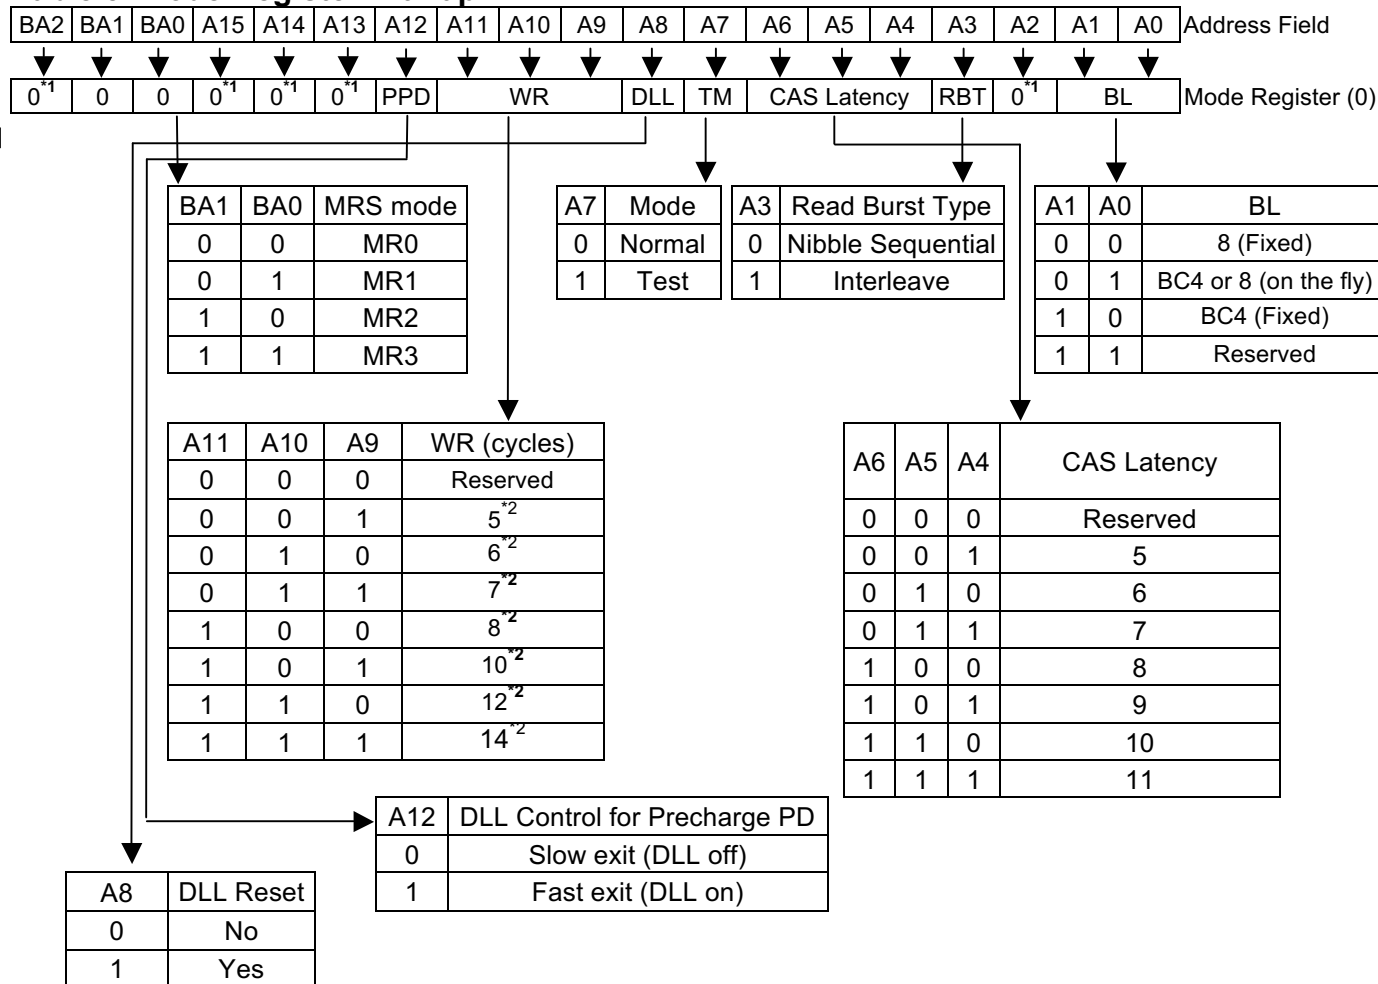 BA2 BA1 BA0 A15 A14 A13 A12 A11 A10 A9 A8 A7 A6 A5 A4 A3 A2 A1 A0 Address Field
0*1 0 0 0*1 0*1 0*1 PPD WR DLL TM CAS Latency RBT 0*1 BL Mode Register (0)
BA1 BA0 MRS mode
0 0 MR0
0 1 MR1
1 0 MR2
1 1 MR3
A7 Mode
0 Normal
1 Test
A3 Read Burst Type
0 Nibble Sequential
1 Interleave
A1 A0 BL
0 0 8 (Fixed)
0 1 BC4 or 8 (on the fly)
1 0 BC4 (Fixed)
1 1 Reserved
A11 A10 A9 WR (cycles)
0 0 0 Reserved
0 0 1 5*2
0 1 0 6*2
0 1 1 7*2
1 0 0 8*2
1 0 1 10*2
1 1 0 12*2
1 1 1 14*2
A6 A5 A4 CAS Latency
0 0 0 Reserved
0 0 1 5
0 1 0 6
0 1 1 7
1 0 0 8
1 0 1 9
1 1 0 10
1 1 1 11
A12 DLL Control for Precharge PD
0 Slow exit (DLL off)
1 Fast exit (DLL on)
A8 DLL Reset
0 No
1 Yes